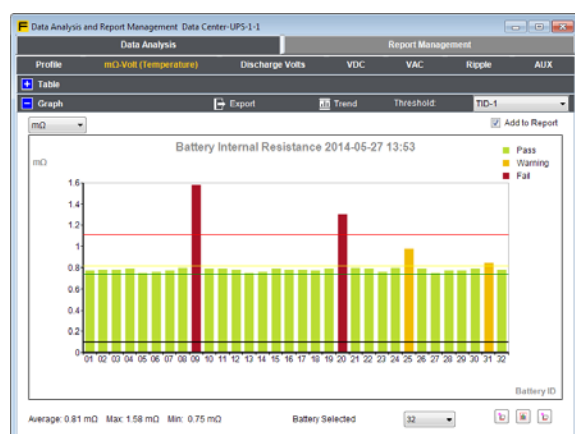 Data Analysis and Report Management Data Center-UPS-1-1
Data Analysis Report Management
Profile mΩ-Volt (Temperature) Discharge Volts VDC VAC Ripple AUX
Table
Graph Export Trend Threshold: TID-1
mΩ Add to Report
Battery Internal Resistance 2014-05-27 13:53
mΩ
Pass
Warning
Fail
1.6
1.4
1.2
1
0.8
0.6
0.4
0.2
0
01 02 03 04 05 06 07 08 09 10 11 12 13 14 15 16 17 18 19 20 21 22 23 24 25 26 27 28 29 30 31 32
Battery ID
Average: 0.81 mΩ Max: 1.58 mΩ Min: 0.75 mΩ Battery Selected 32